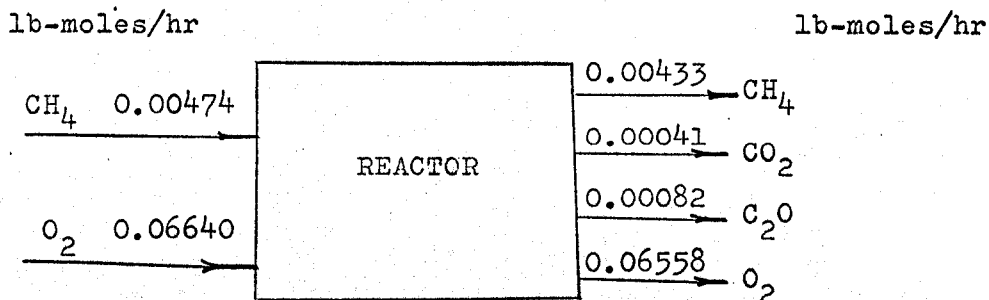 lb-moles/hr lb-moles/hr
CH₄ 0.00474
O₂ 0.06640
REACTOR
0.00433 CH₄
0.00041 CO₂
0.00082 C₂O
0.06558 O₂